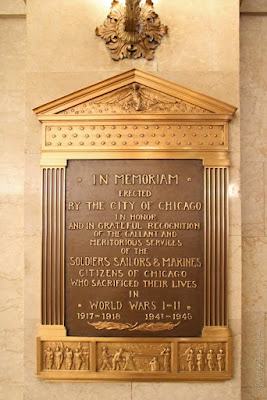 IN MEMORIAM
ERECTED
BY THE CITY OF CHICAGO
IN HONOR
AND IN GRATEFUL RECOGNITION
OF THE GALLANT AND
MERITORIOUS SERVICES
OF THE
SOLDIERS SAILORS & MARINES
CITIZENS OF CHICAGO
WHO SACRIFICED THEIR LIVES
IN
WORLD WARS I-II
1917-1918 1941-1945